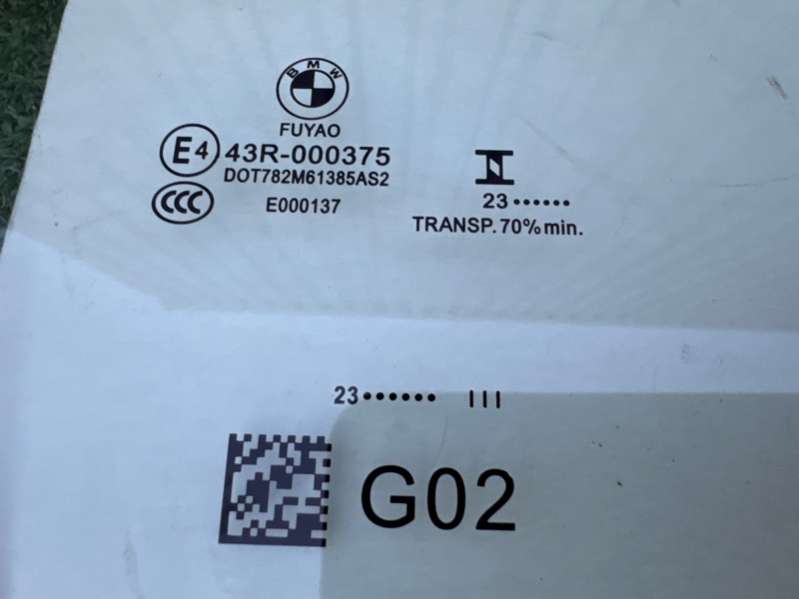 BMW
FUYAO
E4 43R-000375
DOT782M61385AS2
CCC E000137
23••••••
TRANSP. 70% min.
23•••••• III
G02